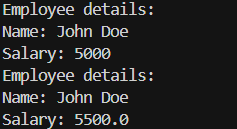 Employee details:
Name: John Doe
Salary: 5000
Employee details:
Name: John Doe
Salary: 5500.0